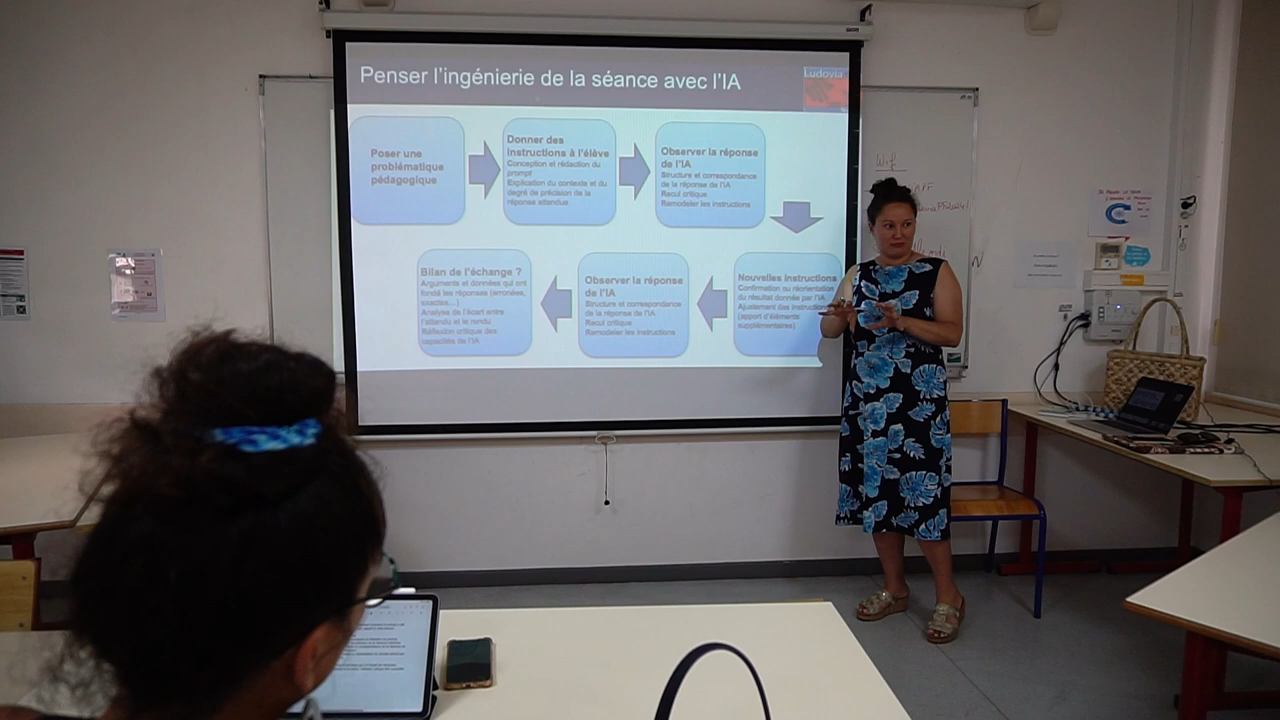 Penser l'ingénierie de la séance avec l'IA
Ludovia
Poser une
problématique
pédagogique
Donner des
instructions à l'élève
Conception et rédaction du
prompt
Explication du contexte et du
degré de précision de la
réponse attendue
Observer la réponse
de l'IA
Structure et correspondance
de la réponse de l'IA
Recul critique
Remodeler les instructions
Nouvelles instructions
Confirmation ou réorientation
du résultat donnée par l'IA
Ajustement des instructions
(apport d'éléments
supplémentaires)
Observer la réponse
de l'IA
Structure et correspondance
de la réponse de l'IA
Recul critique
Remodeler les instructions
Bilan de l'échange ?
Arguments et données qui ont
fondé les réponses (erronées,
exactes...)
Analyse de l'écart entre
l'attendu et le rendu
Réflexion critique des
capacités de l'IA
Wifi